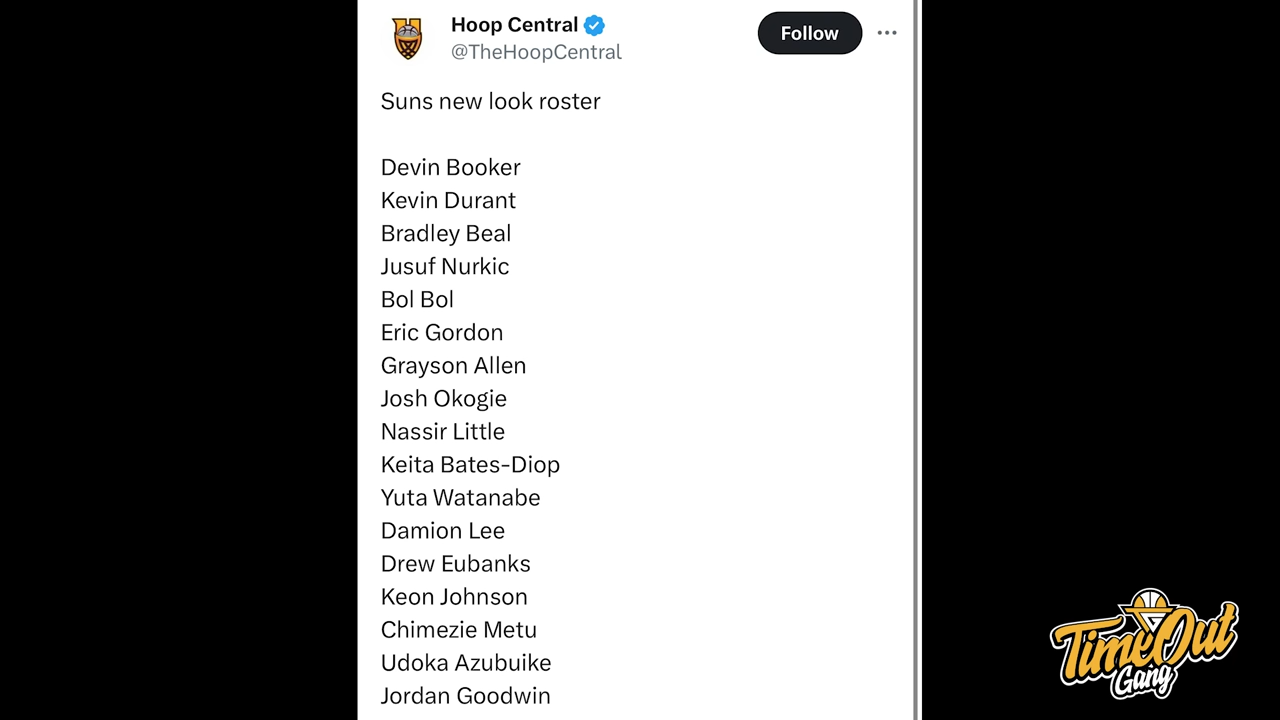 Hoop Central
@TheHoopCentral
Follow
Suns new look roster
Devin Booker
Kevin Durant
Bradley Beal
Jusuf Nurkic
Bol Bol
Eric Gordon
Grayson Allen
Josh Okogie
Nassir Little
Keita Bates-Diop
Yuta Watanabe
Damion Lee
Drew Eubanks
Keon Johnson
Chimezie Metu
Udoka Azubuike
Jordan Goodwin
TimeOut
Gang